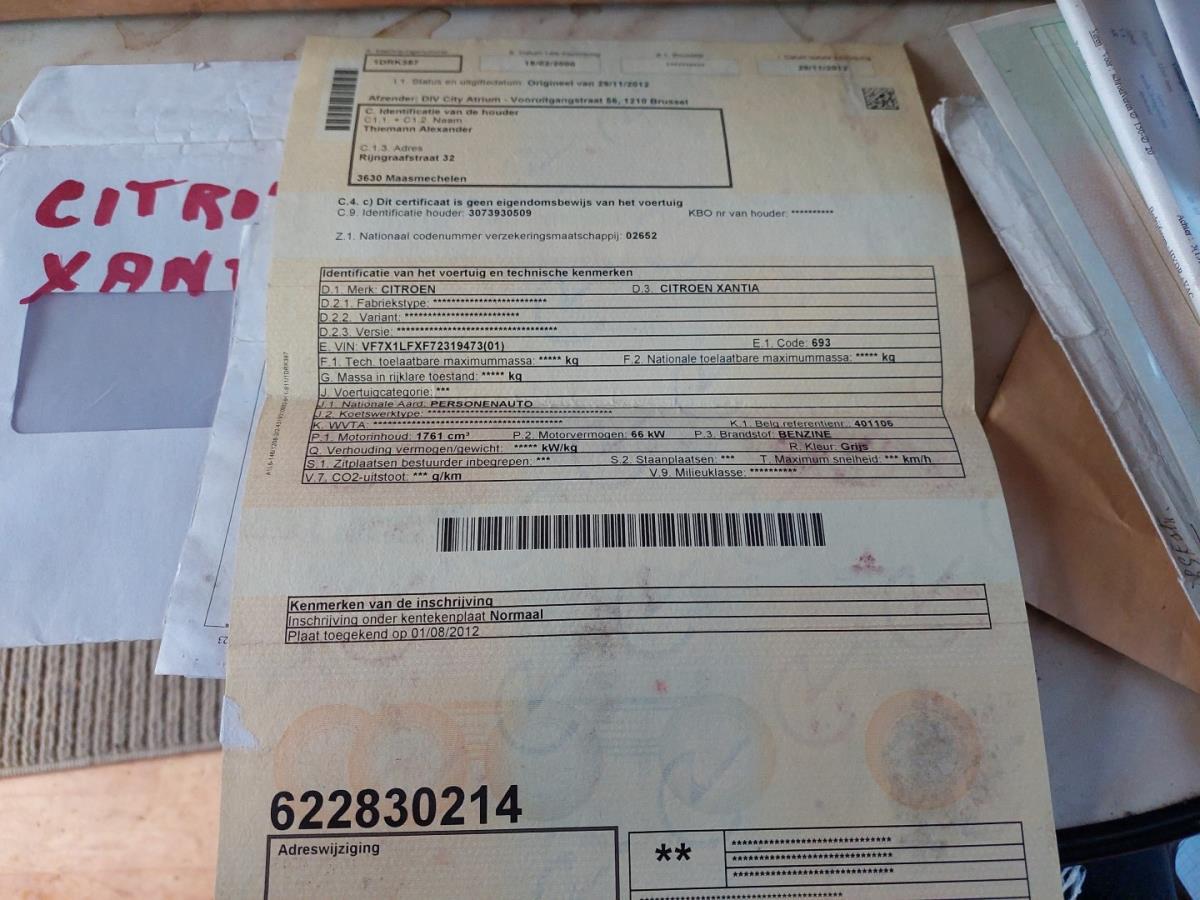 CITRO
XANT
1DRK387
I.1. Status en uitgiftedatum: Origineel van 29/11/2012
29/11/2012
Afzender: DIV City Atrium - Vooruitgangstraat 56, 1210 Brussel
C. Identificatie van de houder
C1.1. + C1.2. Naam
Thiemann Alexander
C.1.3. Adres
Rijngraafstraat 32
3630 Maasmechelen
C.4. c) Dit certificaat is geen eigendomsbewijs van het voertuig
C.9. Identificatie houder: 3073930509 KBO nr van houder: **********
Z.1. Nationaal codenummer verzekeringsmaatschappij: 02652
Identificatie van het voertuig en technische kenmerken
D.1. Merk: CITROEN D.3. CITROEN XANTIA
D.2.1. Fabriekstype: ************************
D.2.2. Variant: ************************
D.2.3. Versie: **********************************
E. VIN: VF7X1LFXF72319473(01) E.1. Code: 693
F.1. Tech. toelaatbare maximummassa: ***** kg F.2. Nationale toelaatbare maximummassa: ***** kg
G. Massa in rijklare toestand: ***** kg
J. Voertuigcategorie: ***
J.1. Nationale Aard: PERSONENAUTO
J.2. Koetswerktype: ****************************************
K. WVTA: **************************************** K.1. Belg referentienr.: 401106
P.1. Motorinhoud: 1761 cm³ P.2. Motorvermogen: 66 kW P.3. Brandstof: BENZINE
Q. Verhouding vermogen/gewicht: ***** kW/kg R. Kleur: Grijs
S.1. Zitplaatsen bestuurder inbegrepen: *** S.2. Staanplaatsen: *** T. Maximum snelheid: *** km/h
V.7. CO2-uitstoot: *** g/km V.9. Milieuklasse: **********
Kenmerken van de inschrijving
Inschrijving onder kentekenplaat Normaal
Plaat toegekend op 01/08/2012
622830214
Adreswijziging
**